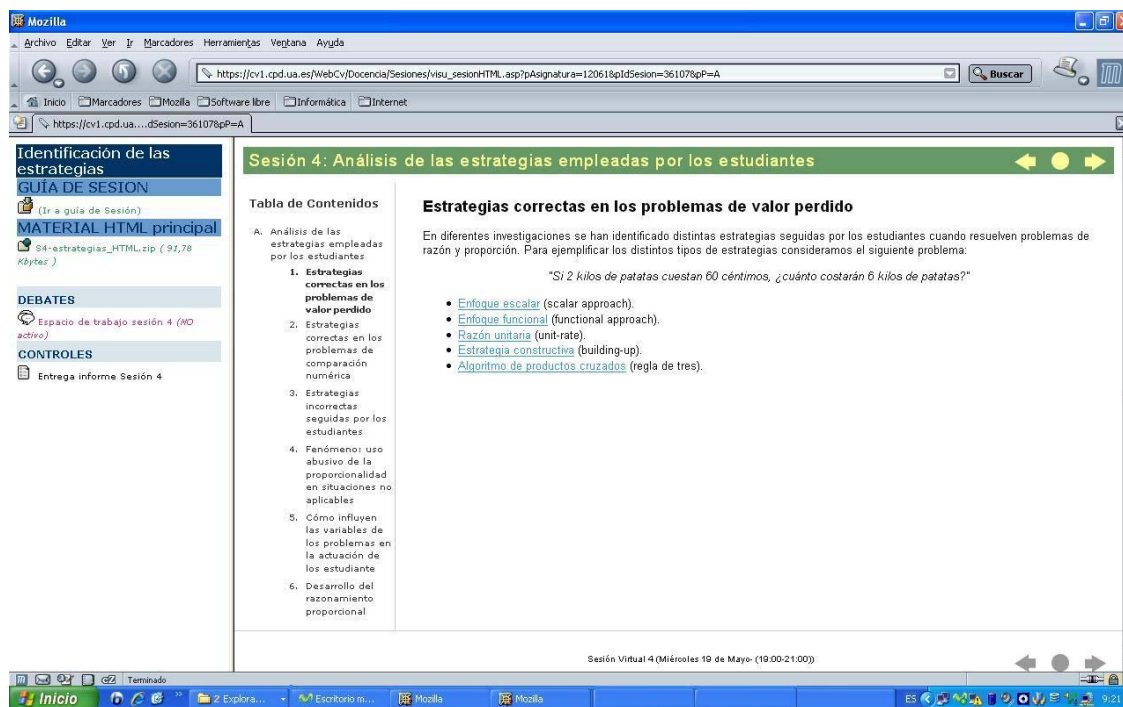 Mozilla
Archivo Editar Ver Ir Marcadores Herramientas Ventana Ayuda
https://cv1.cpd.ua.es/WebCv/Docencia/Sesiones/visu_sesionHTML.asp?pAsignatura=12061&pIdSesion=36107&pP=A
Buscar
Inicio Marcadores Mozilla Software libre Informática Internet
https://cv1.cpd.ua....dSesion=36107&pP=A
Identificación de las
estrategias
GUÍA DE SESION
(Ir a guía de Sesión)
MATERIAL HTML principal
S4-estrategias_HTML.zip ( 91,78
Kbytes )
DEBATES
Espacio de trabajo sesión 4 (NO
activo)
CONTROLES
Entrega informe Sesión 4
Sesión 4: Análisis de las estrategias empleadas por los estudiantes
Tabla de Contenidos
A. Análisis de las
estrategias empleadas
por los estudiantes
1. Estrategias
correctas en los
problemas de
valor perdido
2. Estrategias
correctas en los
problemas de
comparación
numérica
3. Estrategias
incorrectas
seguidas por los
estudiantes
4. Fenómeno: uso
abusivo de la
proporcionalidad
en situaciones no
aplicables
5. Cómo influyen
las variables de
los problemas en
la actuación de
los estudiante
6. Desarrollo del
razonamiento
proporcional
Estrategias correctas en los problemas de valor perdido
En diferentes investigaciones se han identificado distintas estrategias seguidas por los estudiantes cuando resuelven problemas de
razón y proporción. Para ejemplificar los distintos tipos de estrategias consideramos el siguiente problema:
"Si 2 kilos de patatas cuestan 60 céntimos, ¿cuánto costarán 6 kilos de patatas?"
• Enfoque escalar (scalar approach).
• Enfoque funcional (functional approach).
• Razón unitaria (unit-rate).
• Estrategia constructiva (building-up).
• Algoritmo de productos cruzados (regla de tres).
Sesión Virtual 4 (Miércoles 19 de Mayo- (19:00-21:00))
Terminado
Inicio 2 Explora... Escritorio m... Mozilla Mozilla ES 9:21